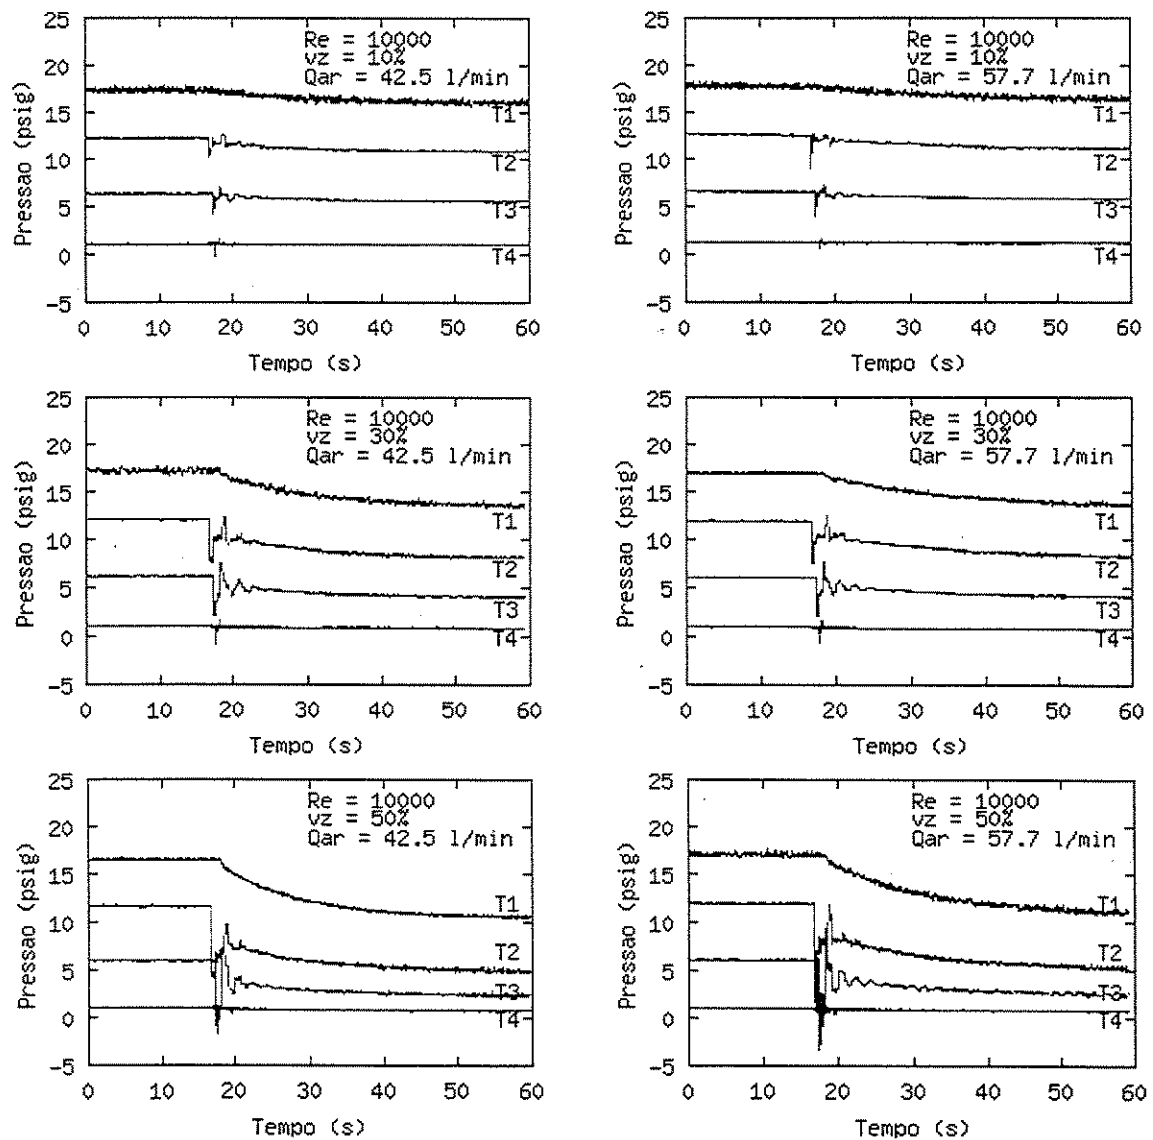 25
20
15
10
5
0
-5
Pressao (psig)
Re = 10000
vz = 10%
Qar = 42.5 l/min
T1
T2
T3
T4
0 10 20 30 40 50 60
Tempo (s)
25
20
15
10
5
0
-5
Pressao (psig)
Re = 10000
vz = 10%
Qar = 57.7 l/min
T1
T2
T3
T4
0 10 20 30 40 50 60
Tempo (s)
25
20
15
10
5
0
-5
Pressao (psig)
Re = 10000
vz = 30%
Qar = 42.5 l/min
T1
T2
T3
T4
0 10 20 30 40 50 60
Tempo (s)
25
20
15
10
5
0
-5
Pressao (psig)
Re = 10000
vz = 30%
Qar = 57.7 l/min
T1
T2
T3
T4
0 10 20 30 40 50 60
Tempo (s)
25
20
15
10
5
0
-5
Pressao (psig)
Re = 10000
vz = 50%
Qar = 42.5 l/min
T1
T2
T3
T4
0 10 20 30 40 50 60
Tempo (s)
25
20
15
10
5
0
-5
Pressao (psig)
Re = 10000
vz = 50%
Qar = 57.7 l/min
T1
T2
T3
T4
0 10 20 30 40 50 60
Tempo (s)